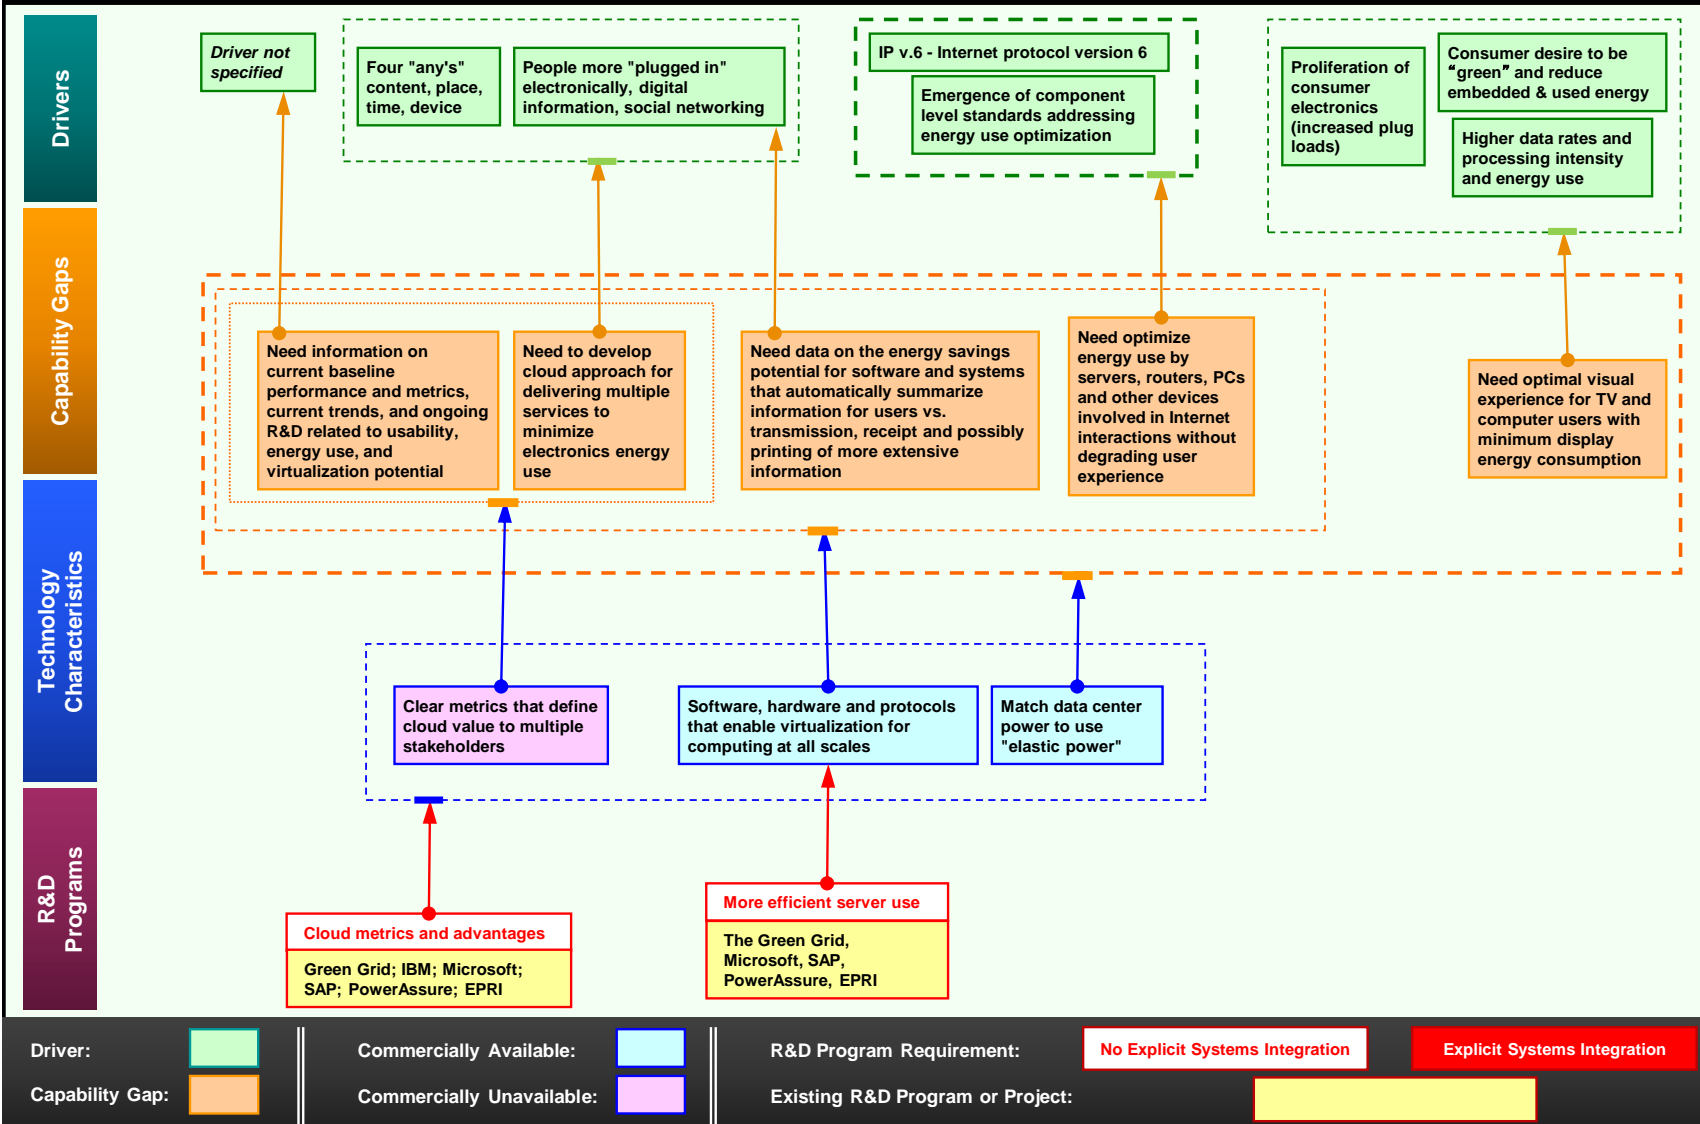 Drivers
Driver not
specified
Four "any's"
content, place,
time, device
People more "plugged in"
electronically, digital
information, social networking
IP v.6 - Internet protocol version 6
Emergence of component
level standards addressing
energy use optimization
Proliferation of
consumer
electronics
(increased plug
loads)
Consumer desire to be
“green” and reduce
embedded & used energy
Higher data rates and
processing intensity
and energy use
Capability Gaps
Need information on
current baseline
performance and metrics,
current trends, and ongoing
R&D related to usability,
energy use, and
virtualization potential
Need to develop
cloud approach for
delivering multiple
services to
minimize
electronics energy
use
Need data on the energy savings
potential for software and systems
that automatically summarize
information for users vs.
transmission, receipt and possibly
printing of more extensive
information
Need optimize
energy use by
servers, routers, PCs
and other devices
involved in Internet
interactions without
degrading user
experience
Need optimal visual
experience for TV and
computer users with
minimum display
energy consumption
Technology
Characteristics
Clear metrics that define
cloud value to multiple
stakeholders
Software, hardware and protocols
that enable virtualization for
computing at all scales
Match data center
power to use
"elastic power"
R&D
Programs
Cloud metrics and advantages
Green Grid; IBM; Microsoft;
SAP; PowerAssure; EPRI
More efficient server use
The Green Grid,
Microsoft, SAP,
PowerAssure, EPRI
Driver:
Capability Gap:
Commercially Available:
Commercially Unavailable:
R&D Program Requirement:
No Explicit Systems Integration
Explicit Systems Integration
Existing R&D Program or Project: